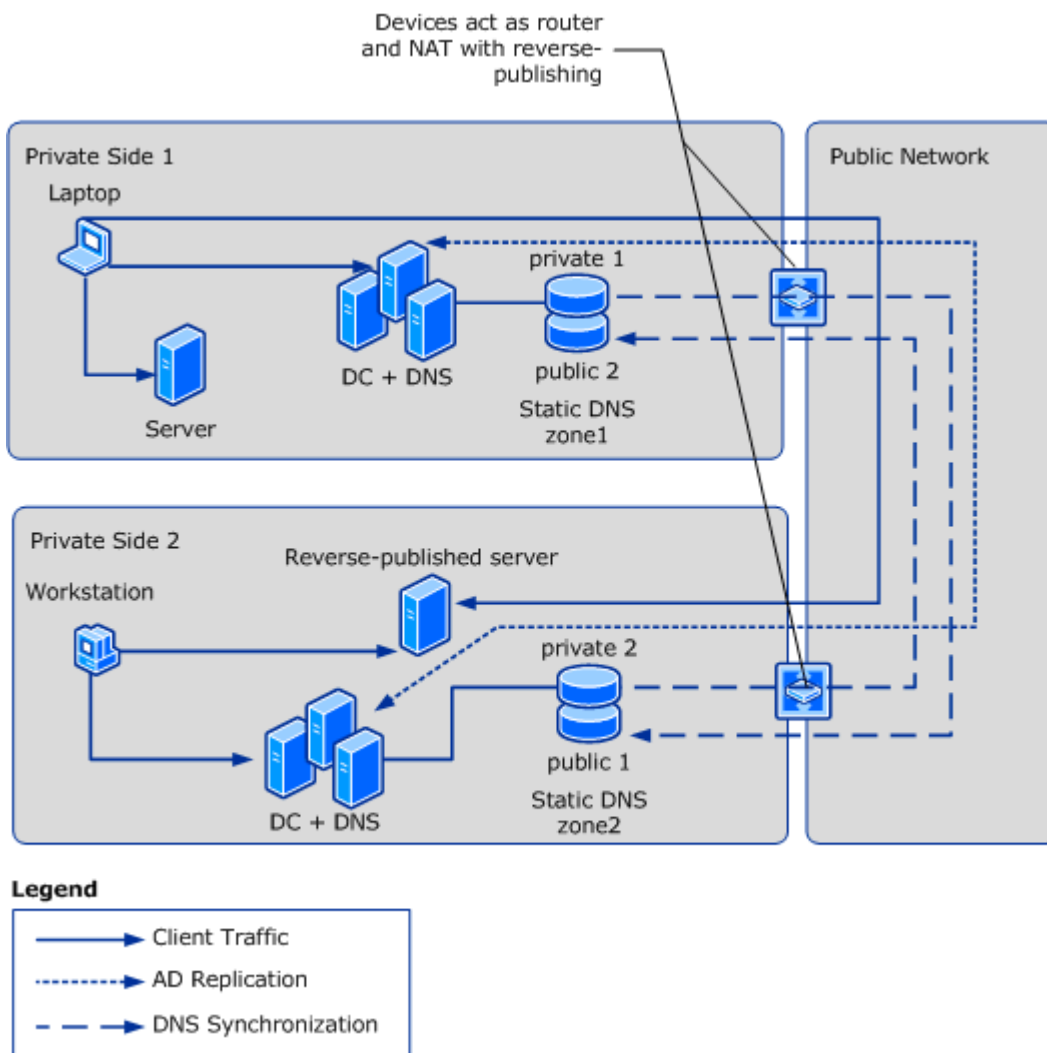 Devices act as router
and NAT with reverse-
publishing
Private Side 1
Public Network
Laptop
private 1
DC + DNS
public 2
Server
Static DNS
zone1
Private Side 2
Reverse-published server
Workstation
private 2
public 1
DC + DNS
Static DNS
zone2
Legend
Client Traffic
AD Replication
DNS Synchronization